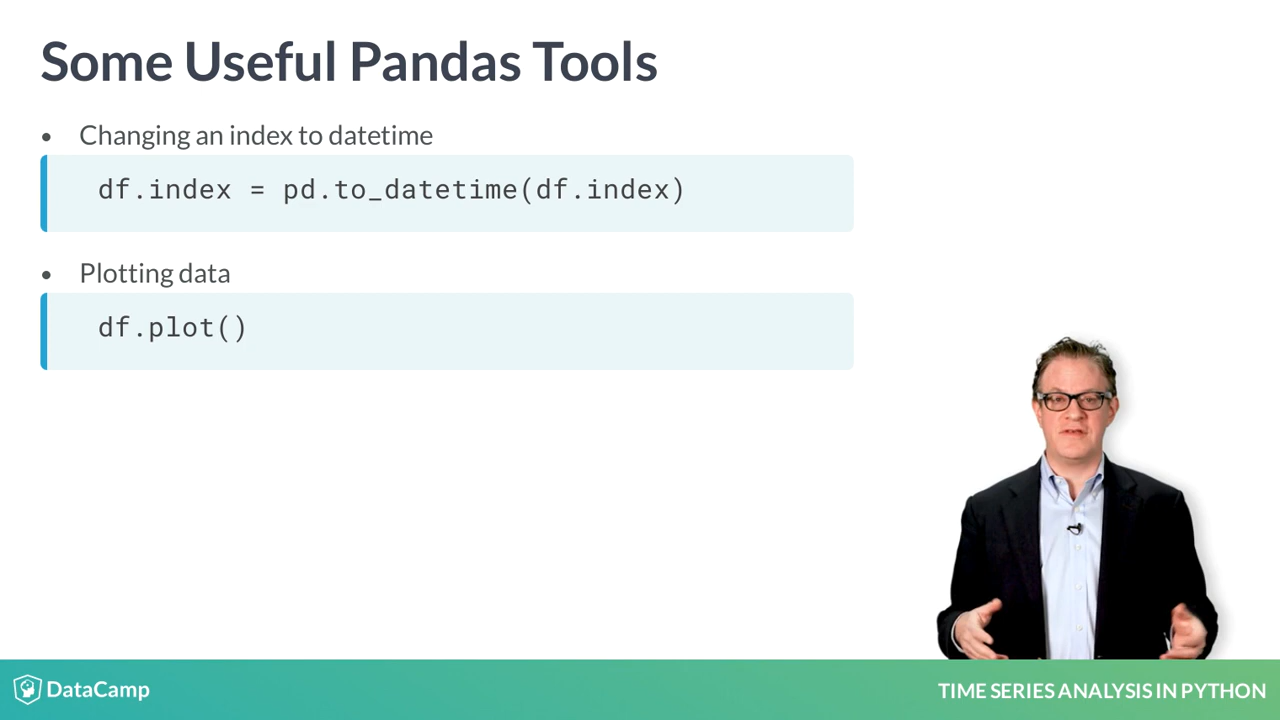 Some Useful Pandas Tools
• Changing an index to datetime
df.index = pd.to_datetime(df.index)
• Plotting data
df.plot()
DataCamp
TIME SERIES ANALYSIS IN PYTHON